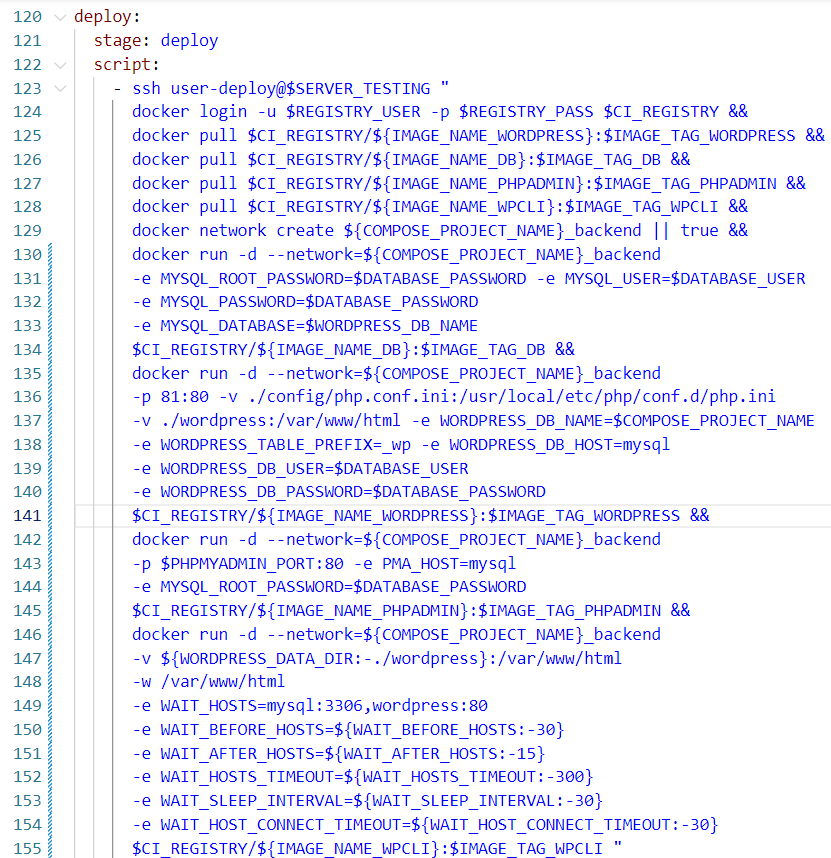 120 deploy:
121 stage: deploy
122 script:
123 - ssh user-deploy@$SERVER_TESTING "
124 docker login -u $REGISTRY_USER -p $REGISTRY_PASS $CI_REGISTRY &&
125 docker pull $CI_REGISTRY/${IMAGE_NAME_WORDPRESS}:$IMAGE_TAG_WORDPRESS &&
126 docker pull $CI_REGISTRY/${IMAGE_NAME_DB}:$IMAGE_TAG_DB &&
127 docker pull $CI_REGISTRY/${IMAGE_NAME_PHPADMIN}:$IMAGE_TAG_PHPADMIN &&
128 docker pull $CI_REGISTRY/${IMAGE_NAME_WPCLI}:$IMAGE_TAG_WPCLI &&
129 docker network create ${COMPOSE_PROJECT_NAME}_backend || true &&
130 docker run -d --network=${COMPOSE_PROJECT_NAME}_backend
131 -e MYSQL_ROOT_PASSWORD=$DATABASE_PASSWORD -e MYSQL_USER=$DATABASE_USER
132 -e MYSQL_PASSWORD=$DATABASE_PASSWORD
133 -e MYSQL_DATABASE=$WORDPRESS_DB_NAME
134 $CI_REGISTRY/${IMAGE_NAME_DB}:$IMAGE_TAG_DB &&
135 docker run -d --network=${COMPOSE_PROJECT_NAME}_backend
136 -p 81:80 -v ./config/php.conf.ini:/usr/local/etc/php/conf.d/php.ini
137 -v ./wordpress:/var/www/html -e WORDPRESS_DB_NAME=$COMPOSE_PROJECT_NAME
138 -e WORDPRESS_TABLE_PREFIX=_wp -e WORDPRESS_DB_HOST=mysql
139 -e WORDPRESS_DB_USER=$DATABASE_USER
140 -e WORDPRESS_DB_PASSWORD=$DATABASE_PASSWORD
141 $CI_REGISTRY/${IMAGE_NAME_WORDPRESS}:$IMAGE_TAG_WORDPRESS &&
142 docker run -d --network=${COMPOSE_PROJECT_NAME}_backend
143 -p $PHPMYADMIN_PORT:80 -e PMA_HOST=mysql
144 -e MYSQL_ROOT_PASSWORD=$DATABASE_PASSWORD
145 $CI_REGISTRY/${IMAGE_NAME_PHPADMIN}:$IMAGE_TAG_PHPADMIN &&
146 docker run -d --network=${COMPOSE_PROJECT_NAME}_backend
147 -v ${WORDPRESS_DATA_DIR:-./wordpress}:/var/www/html
148 -w /var/www/html
149 -e WAIT_HOSTS=mysql:3306,wordpress:80
150 -e WAIT_BEFORE_HOSTS=${WAIT_BEFORE_HOSTS:-30}
151 -e WAIT_AFTER_HOSTS=${WAIT_AFTER_HOSTS:-15}
152 -e WAIT_HOSTS_TIMEOUT=${WAIT_HOSTS_TIMEOUT:-300}
153 -e WAIT_SLEEP_INTERVAL=${WAIT_SLEEP_INTERVAL:-30}
154 -e WAIT_HOST_CONNECT_TIMEOUT=${WAIT_HOST_CONNECT_TIMEOUT:-30}
155 $CI_REGISTRY/${IMAGE_NAME_WPCLI}:$IMAGE_TAG_WPCLI "